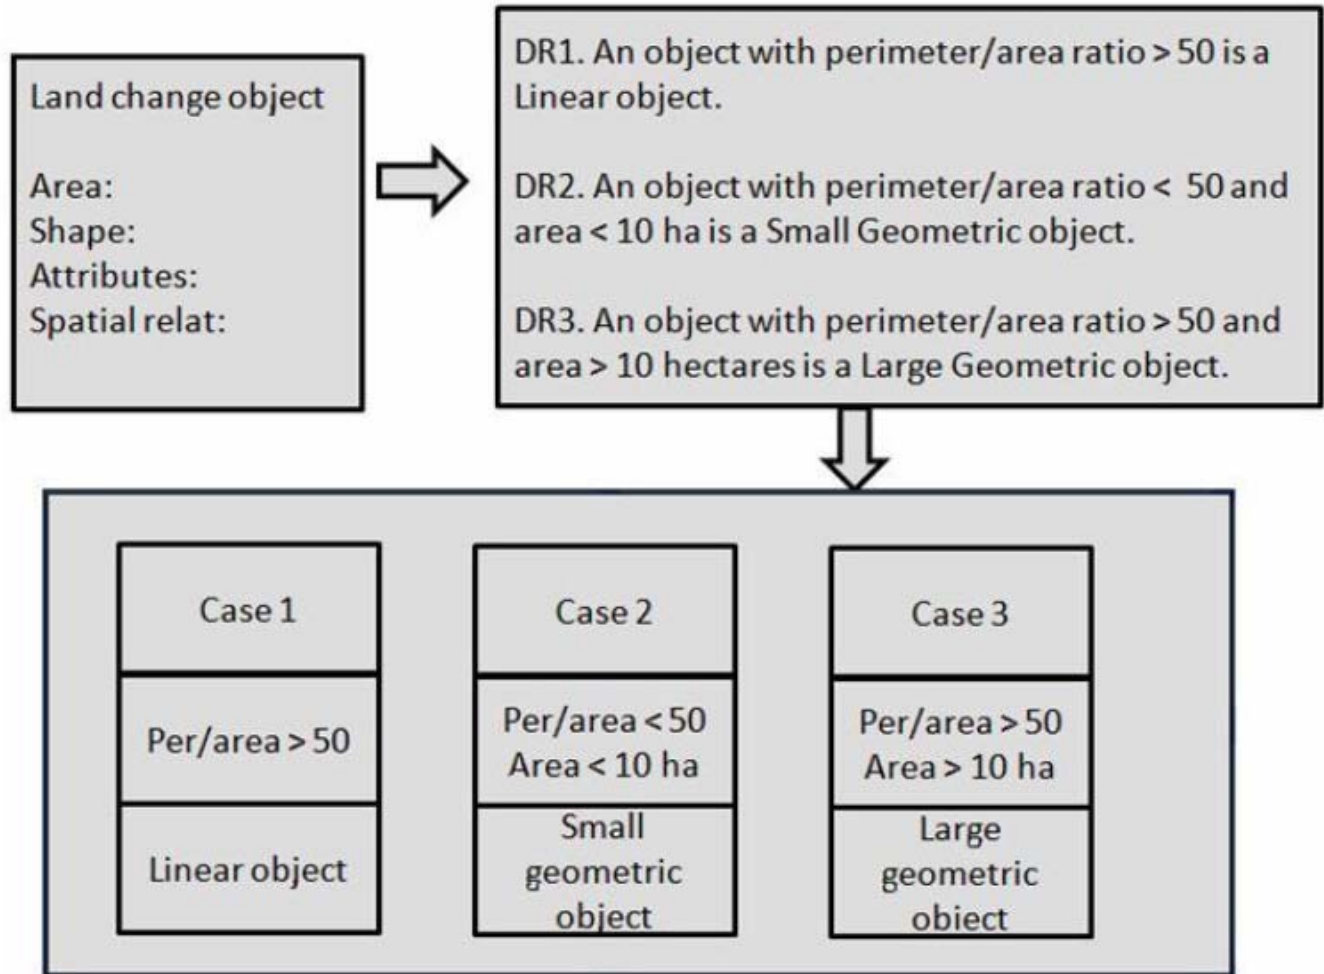 Land change object
Area:
Shape:
Attributes:
Spatial relat:
DR1. An object with perimeter/area ratio > 50 is a
Linear object.
DR2. An object with perimeter/area ratio < 50 and
area < 10 ha is a Small Geometric object.
DR3. An object with perimeter/area ratio > 50 and
area > 10 hectares is a Large Geometric object.
Case 1
Per/area > 50
Linear object
Case 2
Per/area < 50
Area < 10 ha
Small
geometric
object
Case 3
Per/area > 50
Area > 10 ha
Large
geometric
object